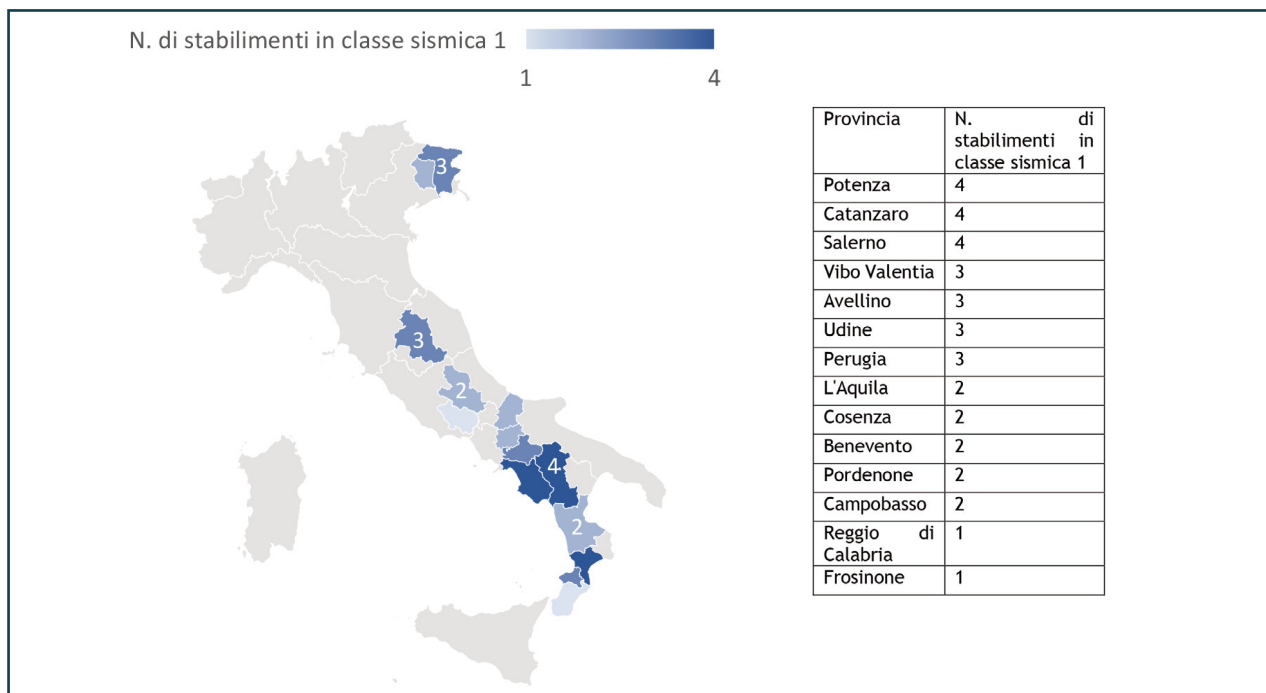 N. di stabilimenti in classe sismica 1
1
4
3
3
2
4
2
Provincia
N. di
stabilimenti in
classe sismica 1
Potenza 4
Catanzaro 4
Salerno 4
Vibo Valentia 3
Avellino 3
Udine 3
Perugia 3
L'Aquila 2
Cosenza 2
Benevento 2
Pordenone 2
Campobasso 2
Reggio di
Calabria
1
Frosinone 1